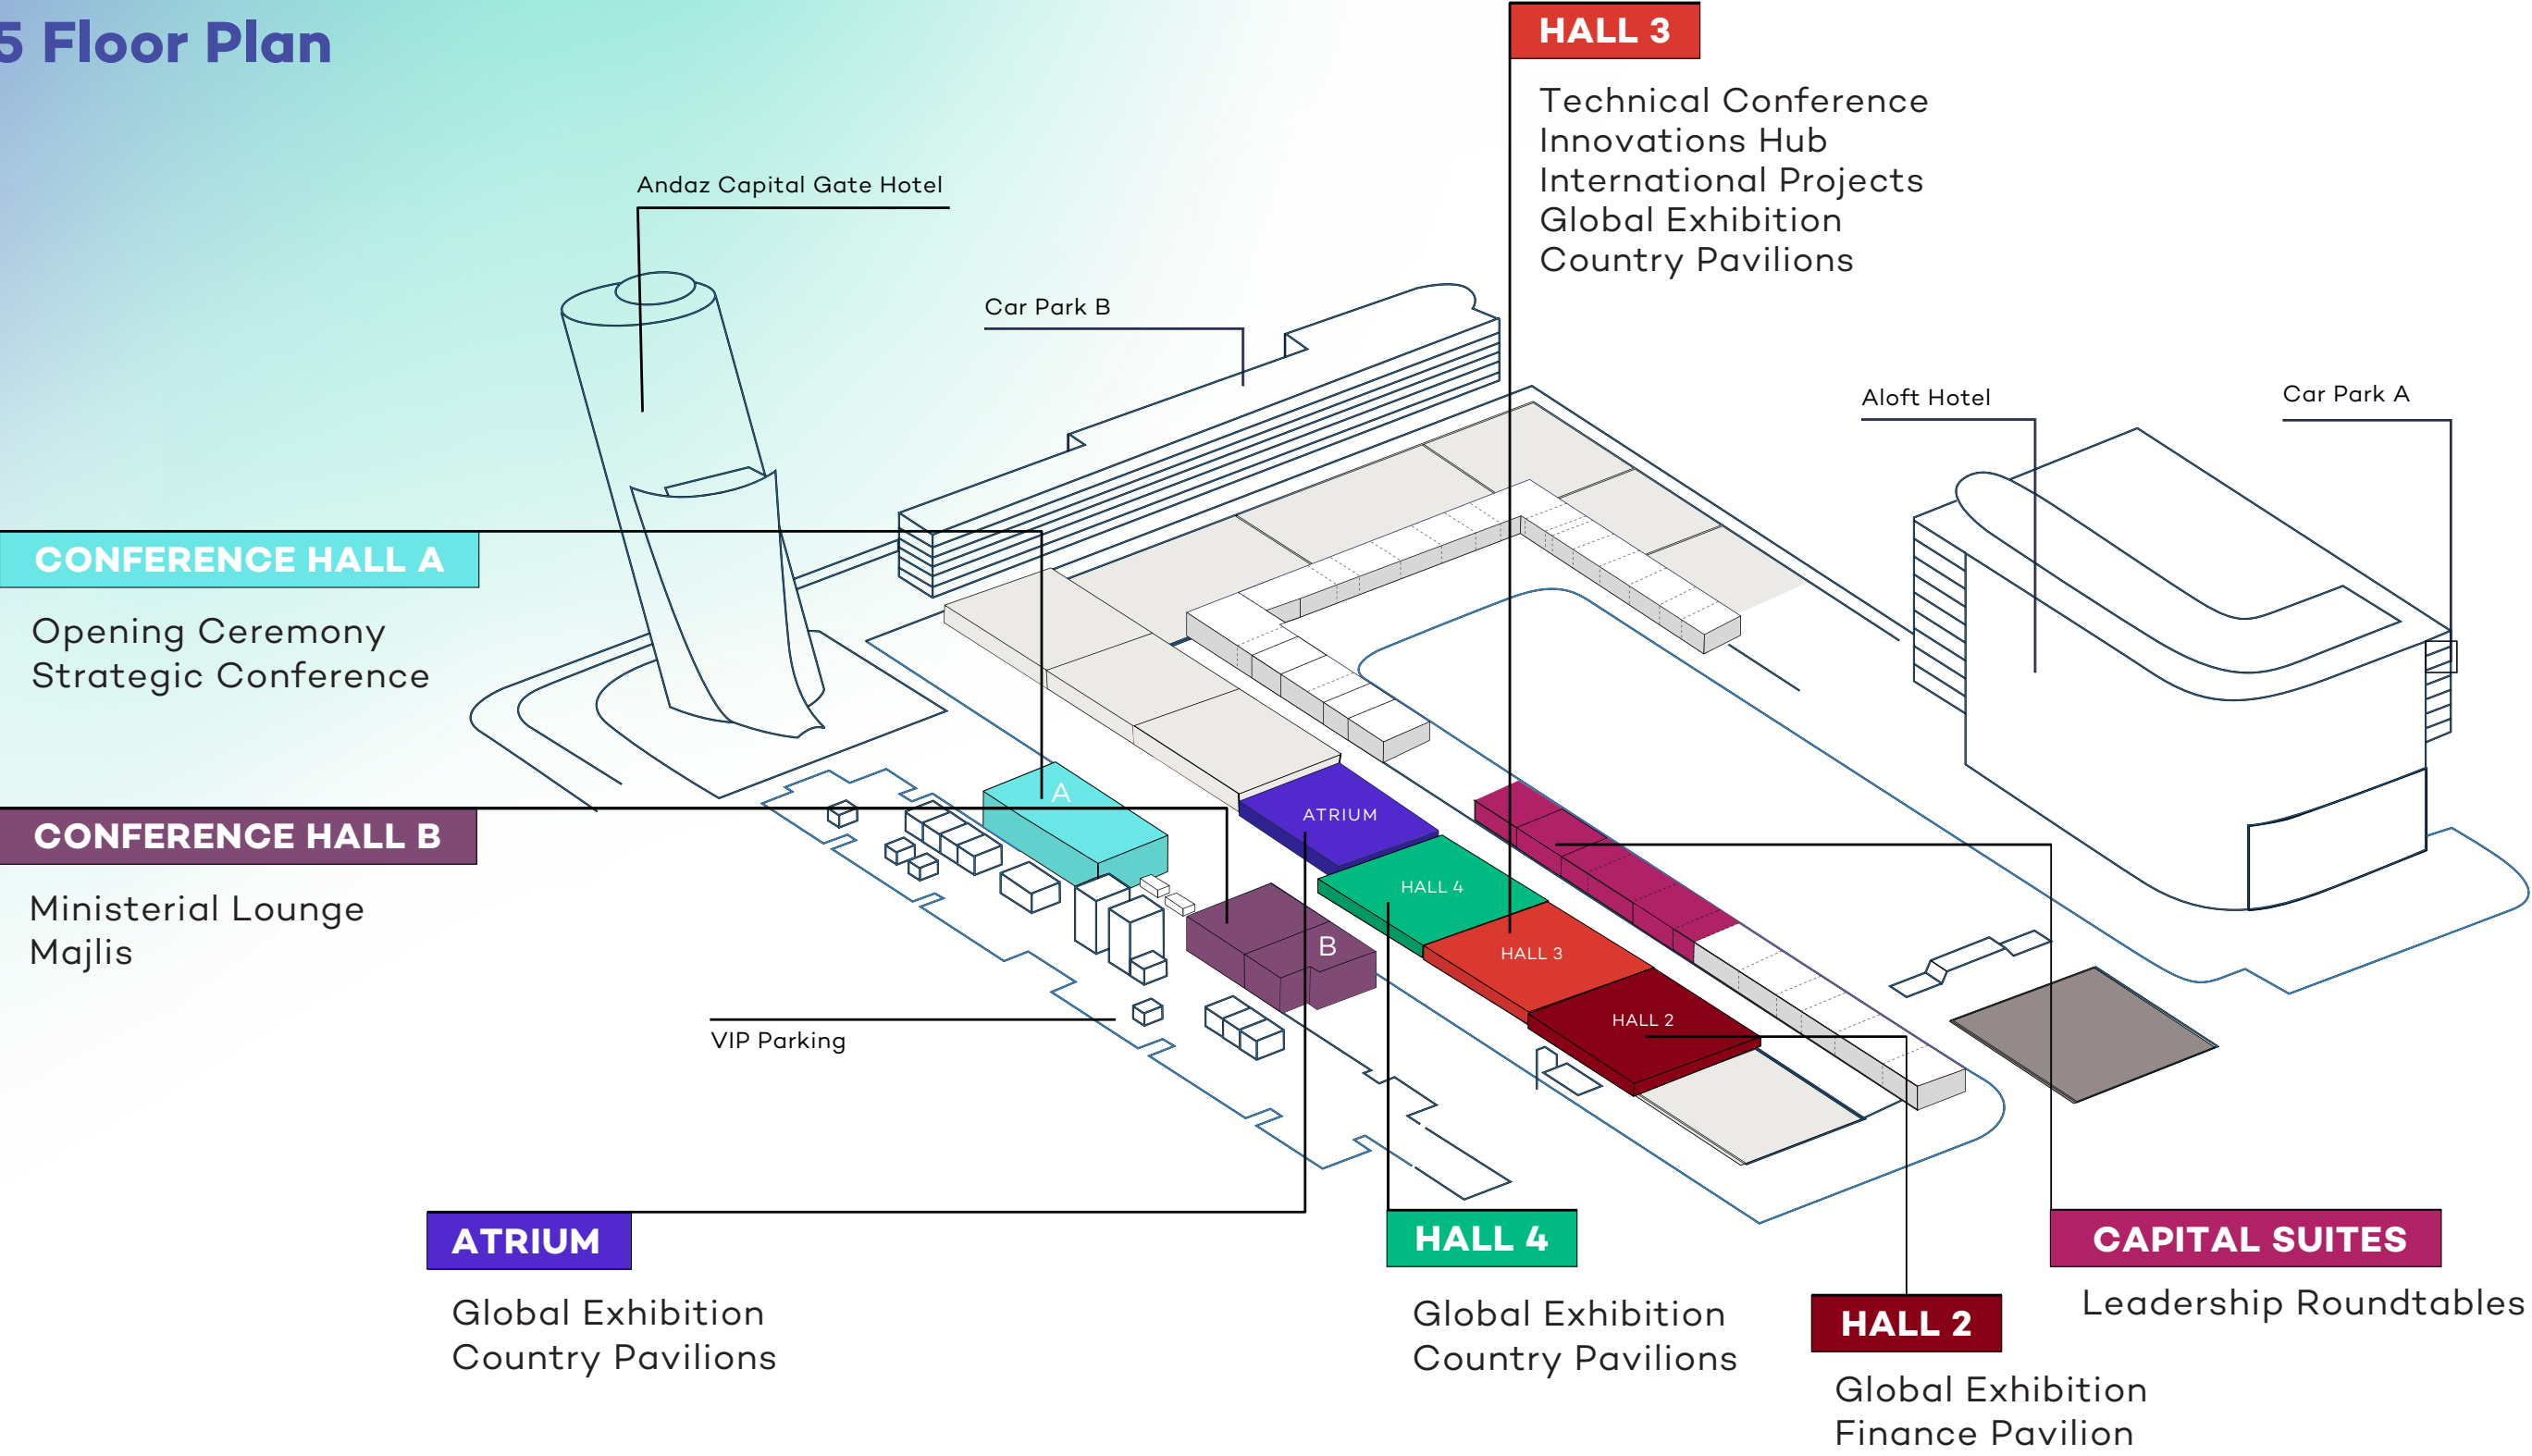 5 Floor Plan
HALL 3
Technical Conference
Innovations Hub
International Projects
Global Exhibition
Country Pavilions
Andaz Capital Gate Hotel
Car Park B
Aloft Hotel
Car Park A
CONFERENCE HALL A
Opening Ceremony
Strategic Conference
CONFERENCE HALL B
Ministerial Lounge
Majlis
A
ATRIUM
HALL 4
B
HALL 3
HALL 2
VIP Parking
ATRIUM
Global Exhibition
Country Pavilions
HALL 4
Global Exhibition
Country Pavilions
CAPITAL SUITES
Leadership Roundtables
HALL 2
Global Exhibition
Finance Pavilion